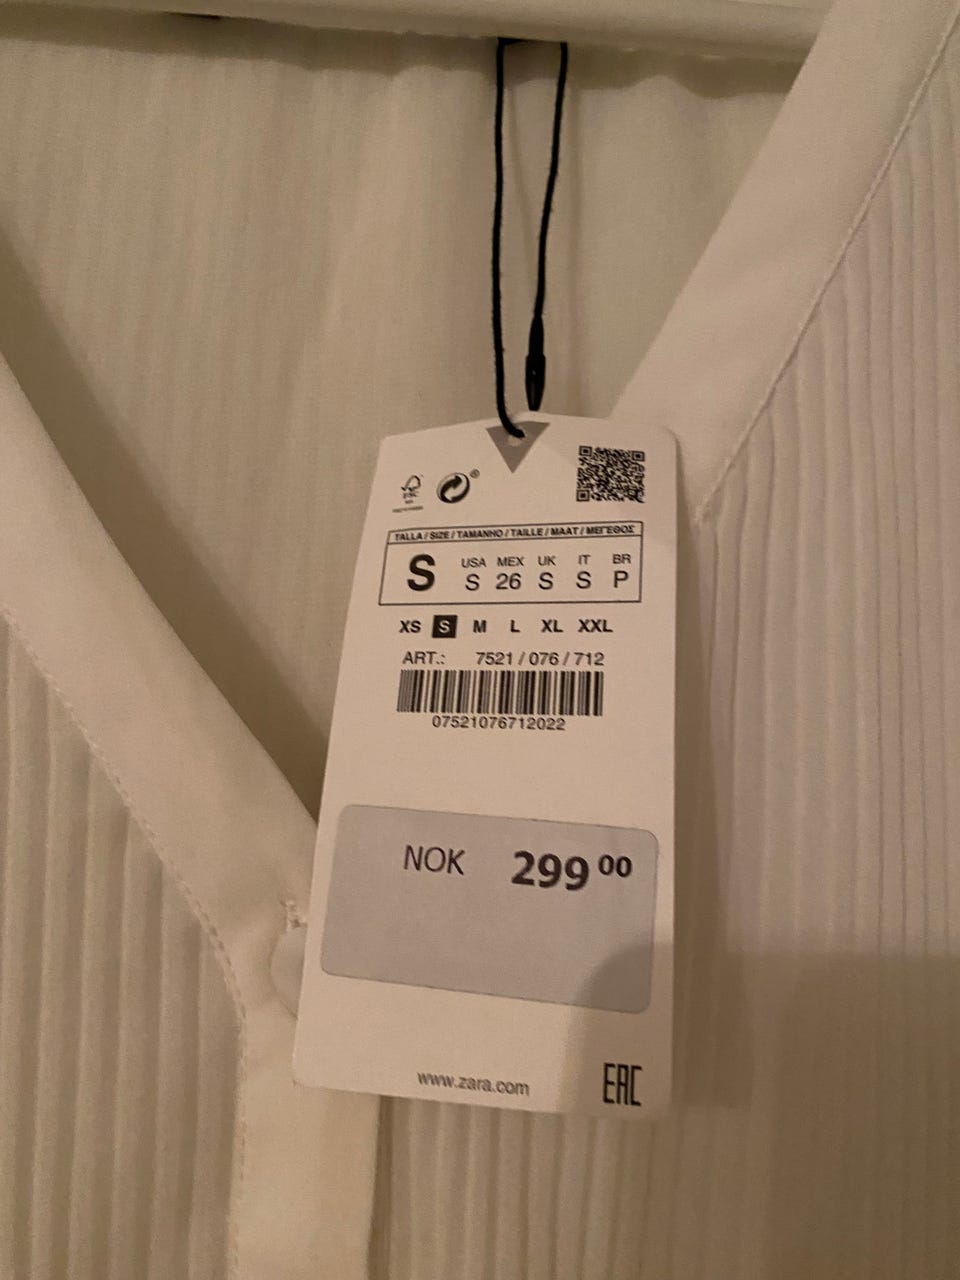 TALLA / SIZE / TAMANHO / TAILLE / MAAT / ΜΕΓΕΘΟΣ
S
USA MEX UK IT BR
S 26 S S P
XS S M L XL XXL
ART.: 7521 / 076 / 712
07521076712022
NOK 299 00
www.zara.com
EAC